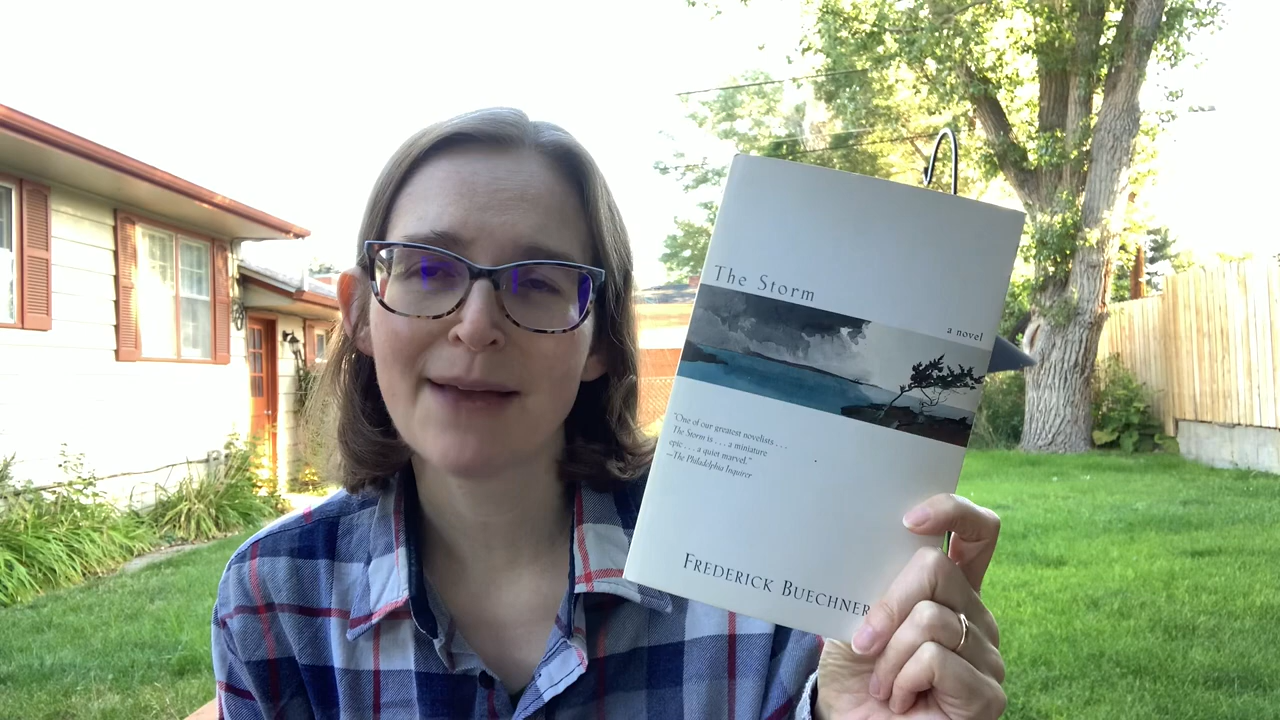 The Storm
a novel
"One of our greatest novelists . . .
The Storm is . . . a miniature
epic . . . a quiet marvel."
—The Philadelphia Inquirer
FREDERICK BUECHNER